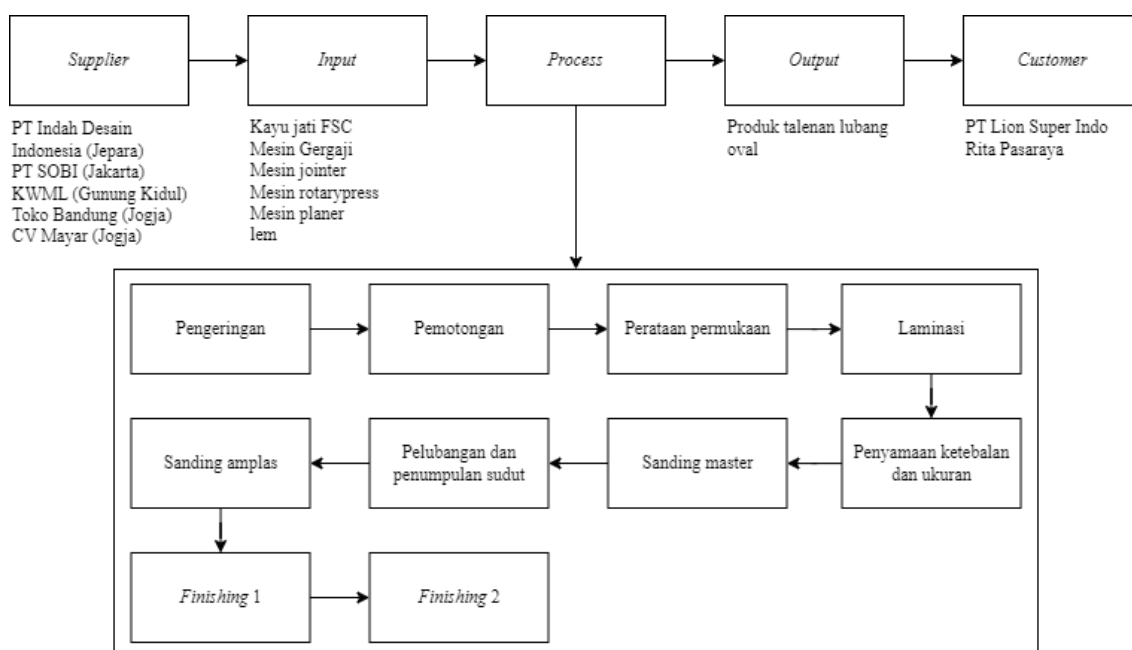 Supplier
Input
Process
Output
Customer
PT Indah Desain
Indonesia (Jepara)
PT SOBI (Jakarta)
KWML (Gunung Kidul)
Toko Bandung (Jogja)
CV Mayar (Jogja)
Kayu jati FSC
Mesin Gergaji
Mesin jointer
Mesin rotarypress
Mesin planer
lem
Produk talenan lubang
oval
PT Lion Super Indo
Rita Pasaraya
Pengeringan
Pemotongan
Perataan permukaan
Laminasi
Penyamaan ketebalan
dan ukuran
Sanding master
Pelubangan dan
penumpulan sudut
Sanding amplas
Finishing 1
Finishing 2